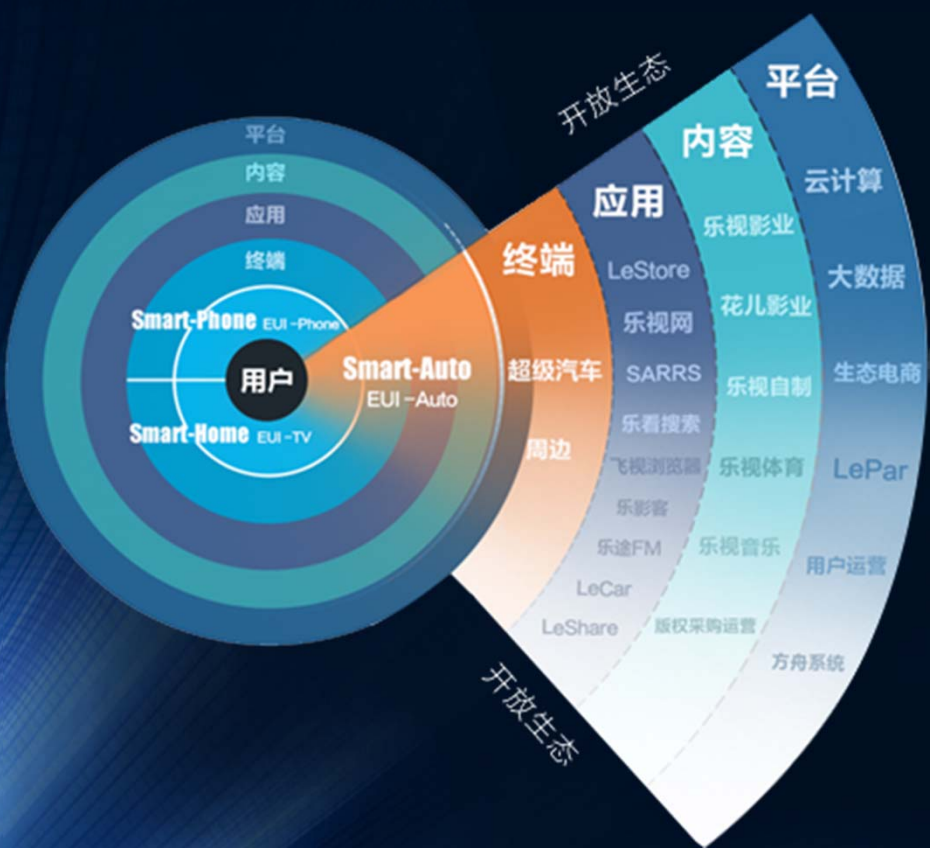 平台
内容
应用
终端
Smart-Phone EUI-Phone
用户
Smart-Home EUI-TV
Smart-Auto
EUI-Auto
开放生态
终端
超级汽车
周边
应用
LeStore
乐视网
SARRS
乐看搜索
飞视浏览器
乐影客
乐途FM
LeCar
LeShare
内容
乐视影业
花儿影业
乐视自制
乐视体育
乐视音乐
版权采购运营
平台
云计算
大数据
生态电商
LePar
用户运营
方舟系统
开放生态